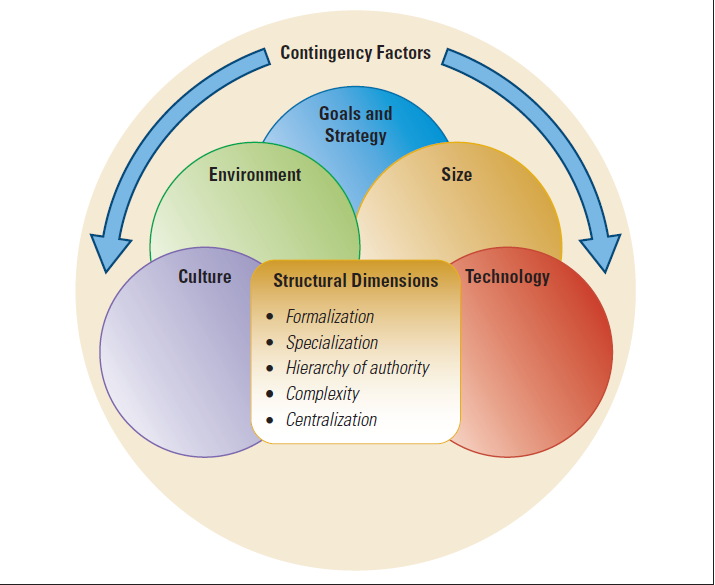 Contingency Factors
Goals and
Strategy
Environment
Size
Culture
Structural Dimensions
Technology
• Formalization
• Specialization
• Hierarchy of authority
• Complexity
• Centralization